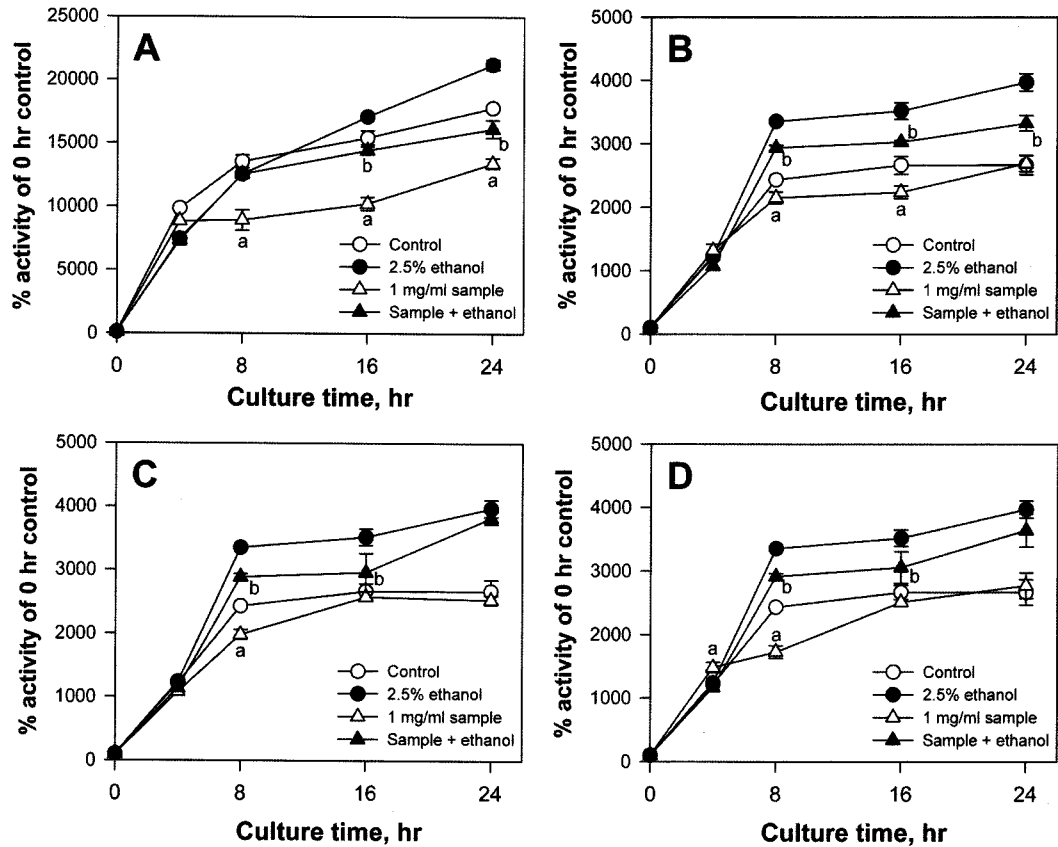 A
% activity of 0 hr control
25000
20000
15000
10000
5000
0
b
b
a
a
a
Control
2.5% ethanol
1 mg/ml sample
Sample + ethanol
0 8 16 24
Culture time, hr
B
% activity of 0 hr control
5000
4000
3000
2000
1000
0
b
b
b
a
a
Control
2.5% ethanol
1 mg/ml sample
Sample + ethanol
0 8 16 24
Culture time, hr
C
% activity of 0 hr control
5000
4000
3000
2000
1000
0
b
b
a
Control
2.5% ethanol
1 mg/ml sample
Sample + ethanol
0 8 16 24
Culture time, hr
D
% activity of 0 hr control
5000
4000
3000
2000
1000
0
b
b
a
a
Control
2.5% ethanol
1 mg/ml sample
Sample + ethanol
0 8 16 24
Culture time, hr